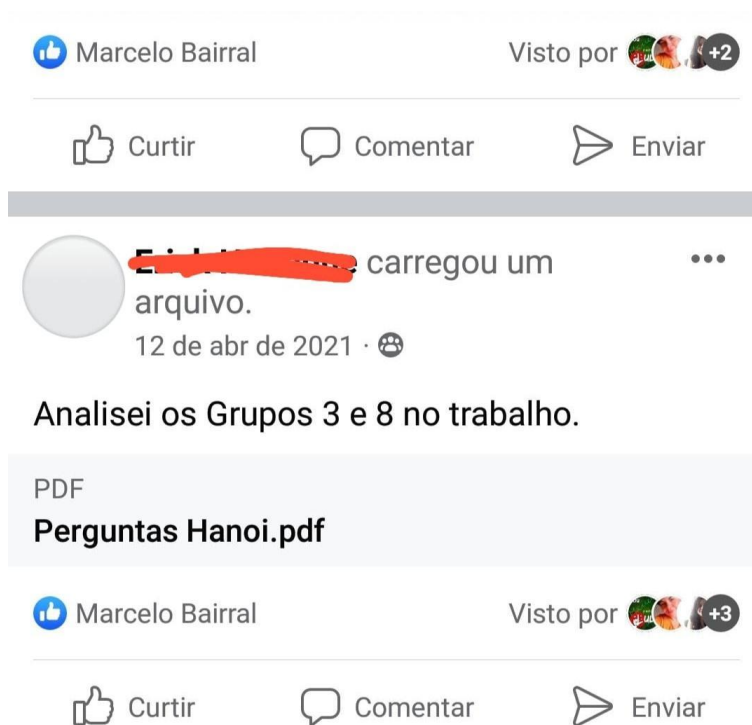 Marcelo Bairral Visto por +2
Curtir Comentar Enviar
carregou um
arquivo.
12 de abr de 2021 ·
Analisei os Grupos 3 e 8 no trabalho.
PDF
Perguntas Hanoi.pdf
Marcelo Bairral Visto por +3
Curtir Comentar Enviar